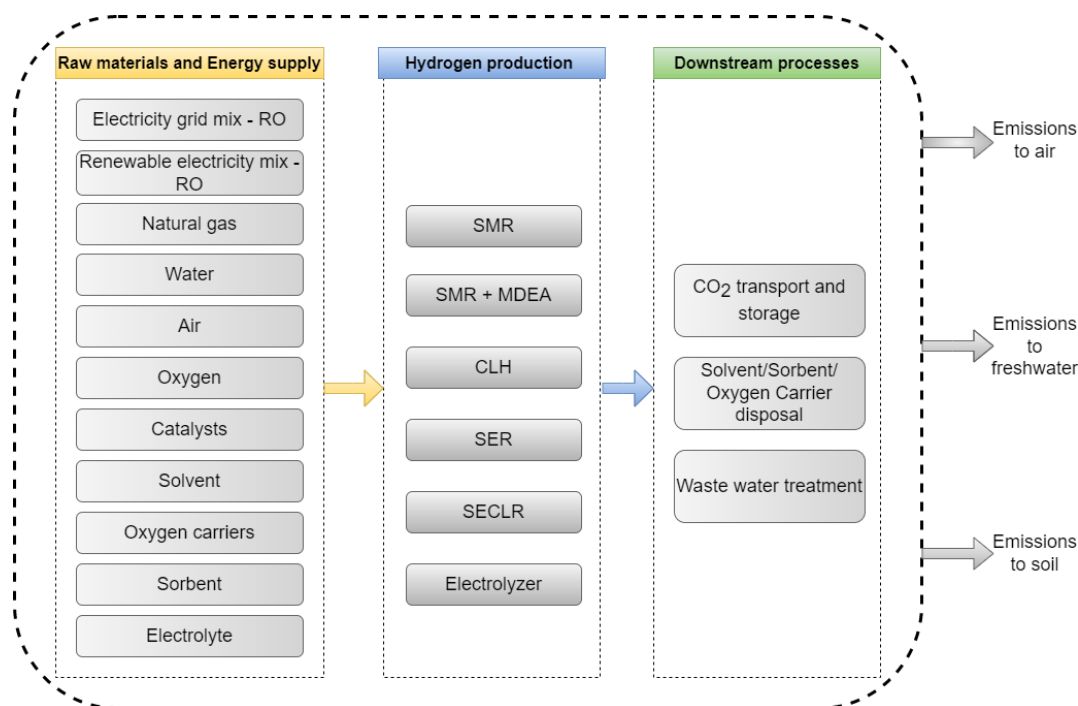 Raw materials and Energy supply
Electricity grid mix - RO
Renewable electricity mix -
RO
Natural gas
Water
Air
Oxygen
Catalysts
Solvent
Oxygen carriers
Sorbent
Electrolyte
Hydrogen production
SMR
SMR + MDEA
CLH
SER
SECLR
Electrolyzer
Downstream processes
CO2 transport and
storage
Solvent/Sorbent/
Oxygen Carrier
disposal
Waste water treatment
Emissions
to air
Emissions
to
freshwater
Emissions
to soil